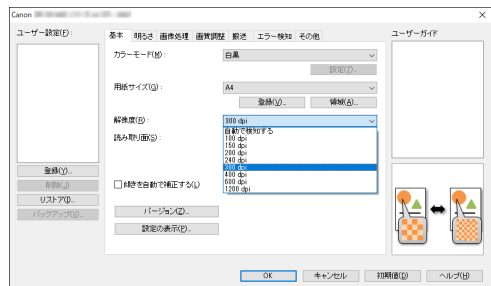 Canon
ユーザー設定(F):
登録(Y)...
削除(J)
リストア(I)...
バックアップ(X)...
基本 明るさ 画像処理 画質調整 搬送 エラー検知 その他
カラーモード(M):
白黒
設定(T)...
用紙サイズ(G):
A4
登録(V)...
領域(A)...
解像度(R):
300 dpi
自動で検知する
100 dpi
150 dpi
200 dpi
240 dpi
300 dpi
400 dpi
600 dpi
1200 dpi
読み取り面(S):
傾きを自動で補正する(L)
バージョン(Z)...
設定の表示(P)...
ユーザーガイド
OK
キャンセル
初期値(D)
ヘルプ(H)